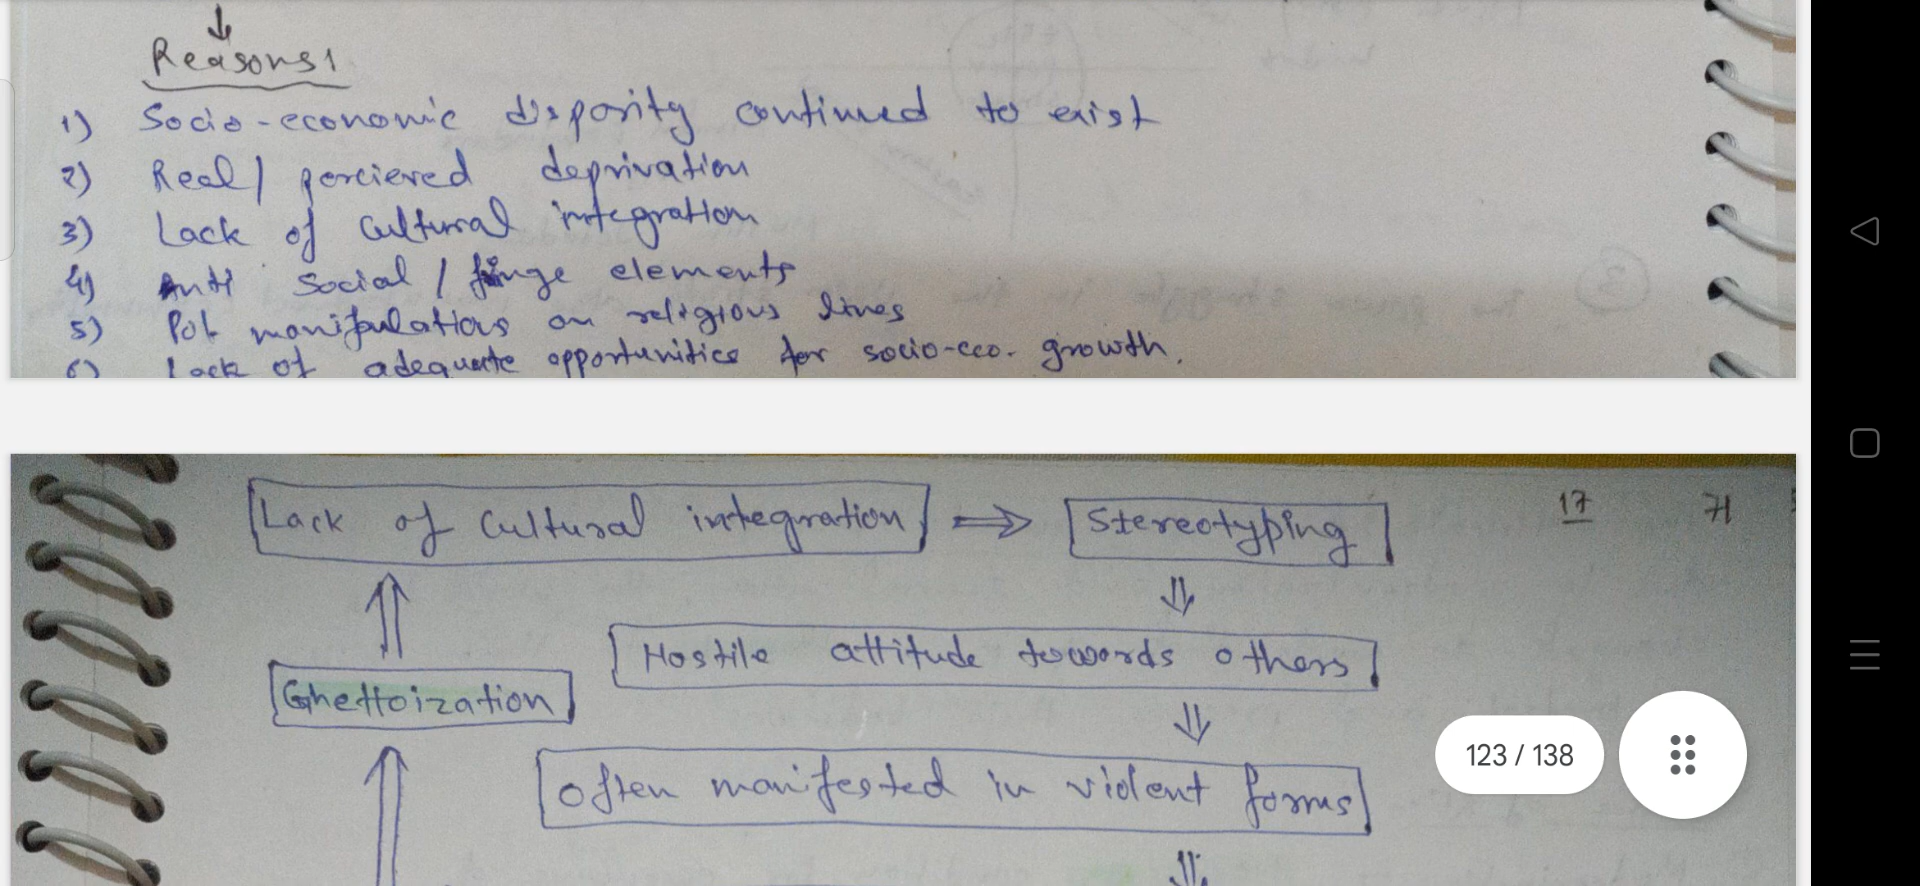 ↓
Reasons
1) Socio-economic disparity continued to exist
2) Real / percieved deprivation
3) Lack of Cultural integration
4) Anti social / fringe elements
5) Pol manipulations on religious lines
6) Lack of adequate opportunities for socio-eco. growth.
17 71
Lack of Cultural integration ⇒ Stereotyping
⇓
Hostile attitude towards others
Ghettoization
⇓
Often manifested in violent forms
⇓
123 / 138